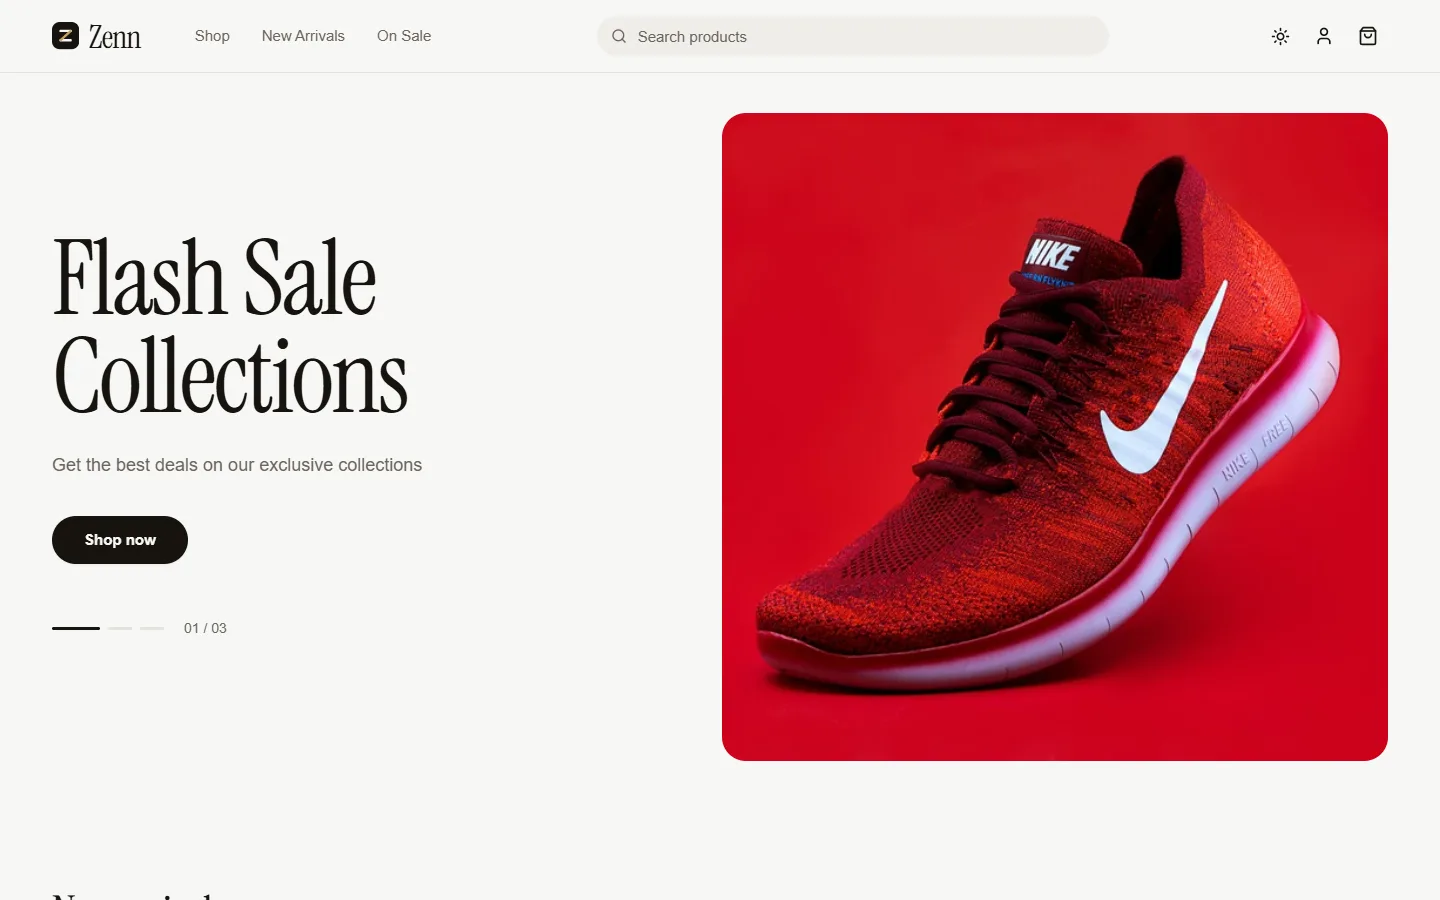 Z Zenn
Shop
New Arrivals
On Sale
Search products
Flash Sale
Collections
Get the best deals on our exclusive collections
Shop now
01 / 03
NIKE
NIKE FREE